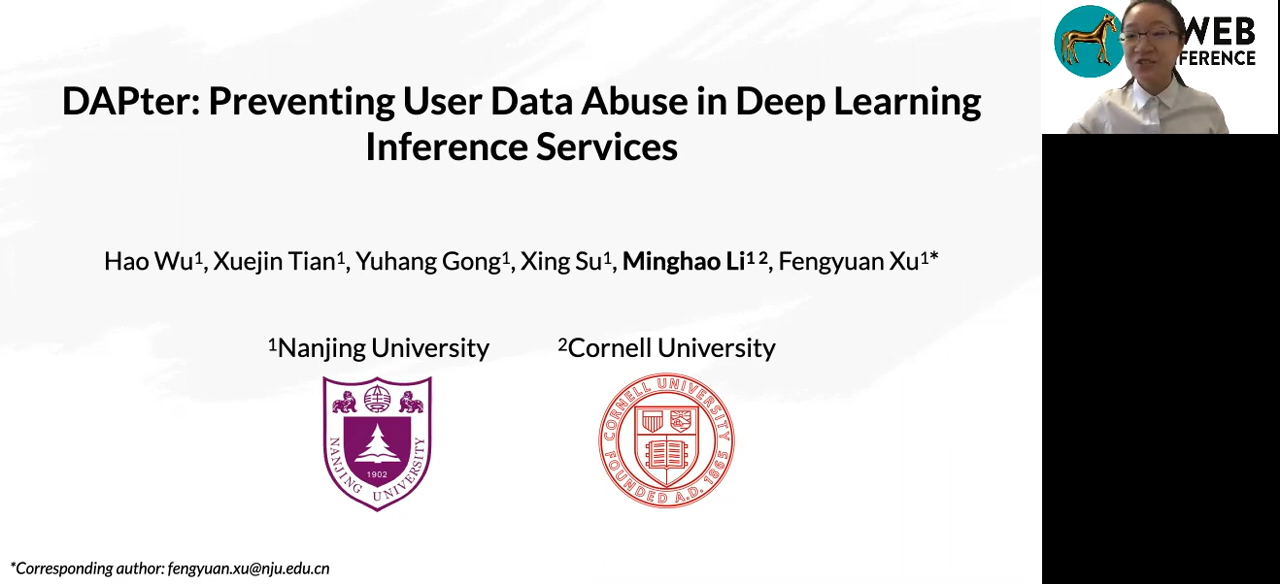 DAPter: Preventing User Data Abuse in Deep Learning
Inference Services
Hao Wu¹, Xuejin Tian¹, Yuhang Gong¹, Xing Su¹, Minghao Li¹ ², Fengyuan Xu¹*
¹Nanjing University
²Cornell University
1902
NANJING UNIVERSITY
CORNELL UNIVERSITY
FOUNDED A.D. 1865
*Corresponding author: fengyuan.xu@nju.edu.cn
WEB
FERENCE